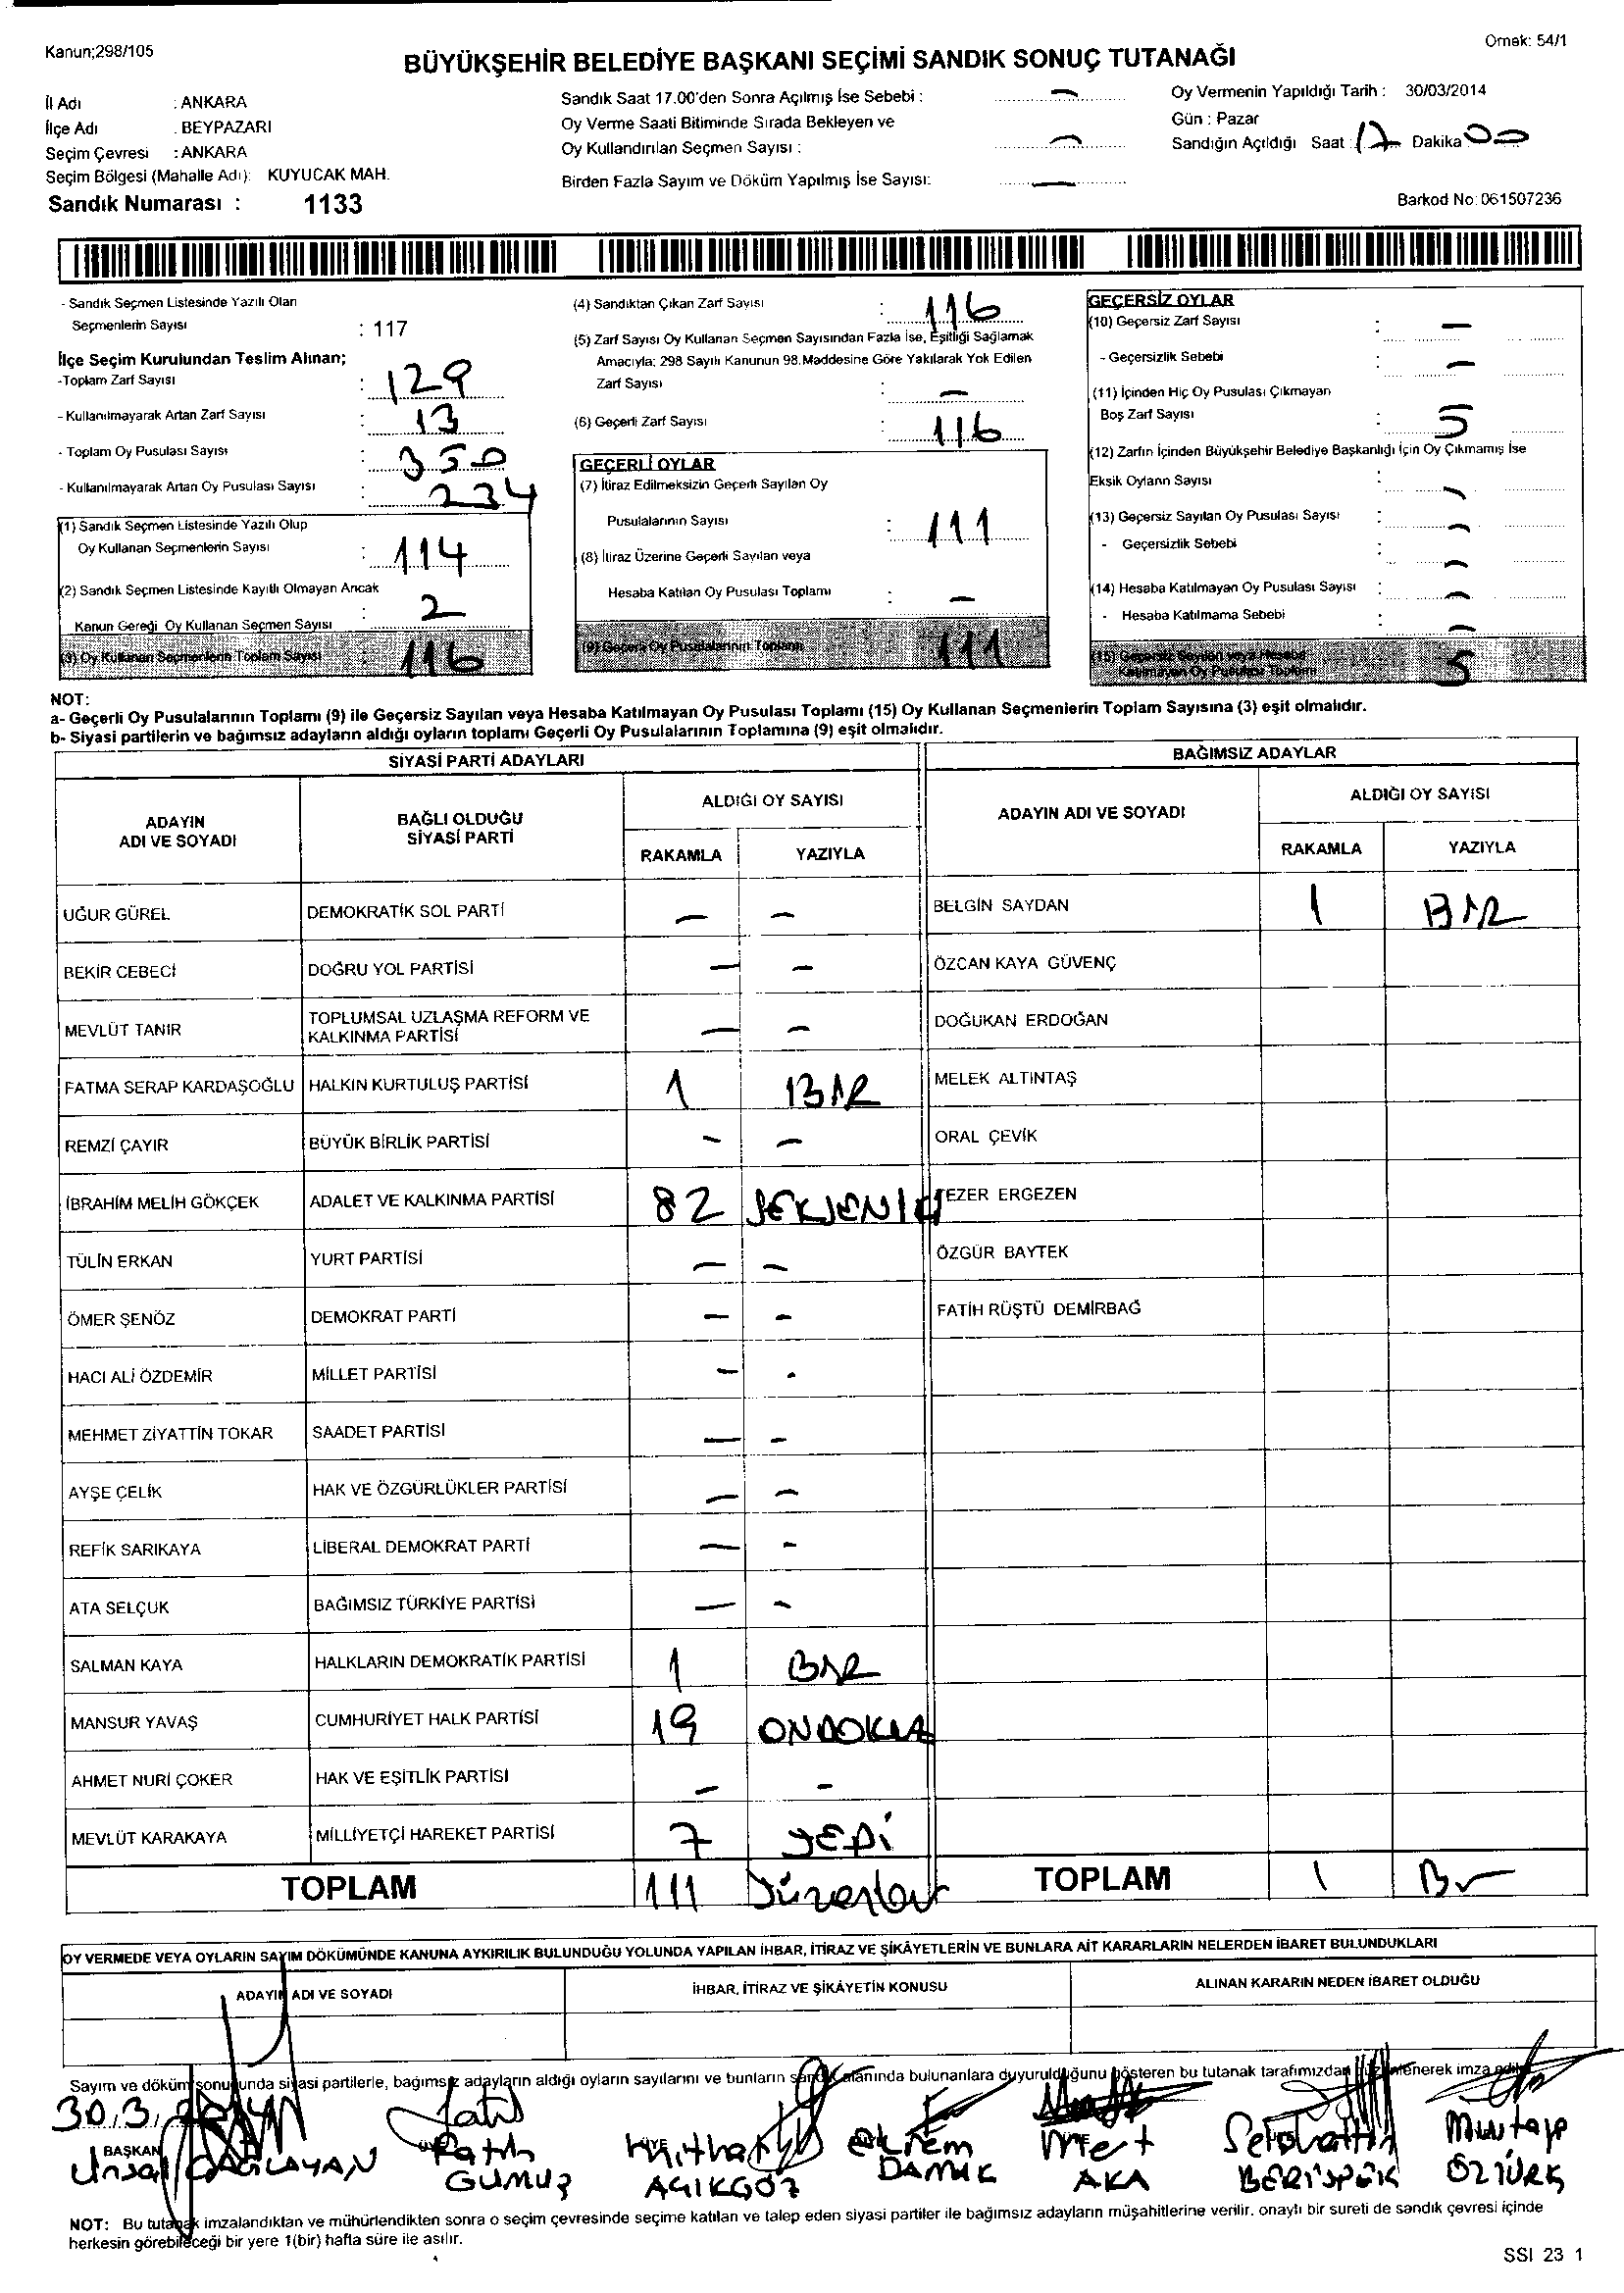 Kanun;298/105
Örnek: 54/1
BÜYÜKŞEHİR BELEDİYE BAŞKANI SEÇİMİ SANDIK SONUÇ TUTANAĞI
İl Adı : ANKARA
İlçe Adı : BEYPAZARI
Seçim Çevresi : ANKARA
Seçim Bölgesi (Mahalle Adı): KUYUCAK MAH.
Sandık Numarası : 1133
Sandık Saat 17.00'den Sonra Açılmış İse Sebebi : —
Oy Verme Saati Bitiminde Sırada Bekleyen ve
Oy Kullandırılan Seçmen Sayısı : —
Birden Fazla Sayım ve Döküm Yapılmış İse Sayısı: —
Oy Vermenin Yapıldığı Tarih : 30/03/2014
Gün : Pazar
Sandığın Açıldığı Saat : 17 Dakika 00
Barkod No: 061507236
- Sandık Seçmen Listesinde Yazılı Olan
Seçmenlerin Sayısı : 117
İlçe Seçim Kurulundan Teslim Alınan;
-Toplam Zarf Sayısı : 129
- Kullanılmayarak Artan Zarf Sayısı : 13
- Toplam Oy Pusulası Sayısı : 350
- Kullanılmayarak Artan Oy Pusulası Sayısı : 234
(1) Sandık Seçmen Listesinde Yazılı Olup
Oy Kullanan Seçmenlerin Sayısı : 114
(2) Sandık Seçmen Listesinde Kayıtlı Olmayan Ancak
Kanun Gereği Oy Kullanan Seçmen Sayısı : 2
(3) Oy Kullanan Seçmenlerin Toplam Sayısı : 116
(4) Sandıktan Çıkan Zarf Sayısı : 116
(5) Zarf Sayısı Oy Kullanan Seçmen Sayısından Fazla İse, Eşitliği Sağlamak
Amacıyla; 298 Sayılı Kanunun 98.Maddesine Göre Yakılarak Yok Edilen
Zarf Sayısı : —
(6) Geçerli Zarf Sayısı : 116
GEÇERLİ OYLAR
(7) İtiraz Edilmeksizin Geçerli Sayılan Oy
Pusulalarının Sayısı : 111
(8) İtiraz Üzerine Geçerli Sayılan veya
Hesaba Katılan Oy Pusulası Toplamı : —
(9) Geçerli Oy Pusulalarının Toplamı 111
GEÇERSİZ OYLAR
(10) Geçersiz Zarf Sayısı : —
- Geçersizlik Sebebi : —
(11) İçinden Hiç Oy Pusulası Çıkmayan
Boş Zarf Sayısı : 5
(12) Zarfın İçinden Büyükşehir Belediye Başkanlığı İçin Oy Çıkmamış İse
Eksik Oyların Sayısı : —
(13) Geçersiz Sayılan Oy Pusulası Sayısı : —
- Geçersizlik Sebebi : —
(14) Hesaba Katılmayan Oy Pusulası Sayısı : —
- Hesaba Katılmama Sebebi : —
(15) Geçersiz Sayılan veya Hesaba
Katılmayan Oy Pusulası Toplamı 5
NOT:
a- Geçerli Oy Pusulalarının Toplamı (9) ile Geçersiz Sayılan veya Hesaba Katılmayan Oy Pusulası Toplamı (15) Oy Kullanan Seçmenlerin Toplam Sayısına (3) eşit olmalıdır.
b- Siyasi partilerin ve bağımsız adayların aldığı oyların toplamı Geçerli Oy Pusulalarının Toplamına (9) eşit olmalıdır.
SİYASİ PARTİ ADAYLARI
ADAYIN ADI VE SOYADI
BAĞLI OLDUĞU SİYASİ PARTİ
ALDIĞI OY SAYISI
RAKAMLA YAZIYLA
UĞUR GÜREL DEMOKRATİK SOL PARTİ — —
BEKİR CEBECİ DOĞRU YOL PARTİSİ — —
MEVLÜT TANIR TOPLUMSAL UZLAŞMA REFORM VE KALKINMA PARTİSİ — —
FATMA SERAP KARDAŞOĞLU HALKIN KURTULUŞ PARTİSİ 1 BİR
REMZİ ÇAYIR BÜYÜK BİRLİK PARTİSİ — —
İBRAHİM MELİH GÖKÇEK ADALET VE KALKINMA PARTİSİ 82 SEKSENİKİ
TÜLİN ERKAN YURT PARTİSİ — —
ÖMER ŞENÖZ DEMOKRAT PARTİ — —
HACI ALİ ÖZDEMİR MİLLET PARTİSİ — -
MEHMET ZİYATTİN TOKAR SAADET PARTİSİ — —
AYŞE ÇELİK HAK VE ÖZGÜRLÜKLER PARTİSİ — —
REFİK SARIKAYA LİBERAL DEMOKRAT PARTİ — —
ATA SELÇUK BAĞIMSIZ TÜRKİYE PARTİSİ — —
SALMAN KAYA HALKLARIN DEMOKRATİK PARTİSİ 1 BİR
MANSUR YAVAŞ CUMHURİYET HALK PARTİSİ 19 ONDOKUZ
AHMET NURİ ÇOKER HAK VE EŞİTLİK PARTİSİ — —
MEVLÜT KARAKAYA MİLLİYETÇİ HAREKET PARTİSİ 7 YEDİ
TOPLAM 111
BAĞIMSIZ ADAYLAR
ADAYIN ADI VE SOYADI
ALDIĞI OY SAYISI
RAKAMLA YAZIYLA
BELGİN SAYDAN 1 BİR
ÖZCAN KAYA GÜVENÇ
DOĞUKAN ERDOĞAN
MELEK ALTINTAŞ
ORAL ÇEVİK
EZER ERGEZEN
ÖZGÜR BAYTEK
FATİH RÜŞTÜ DEMİRBAĞ
TOPLAM 1 Bir
OY VERMEDE VEYA OYLARIN SAYIM DÖKÜMÜNDE KANUNA AYKIRILIK BULUNDUĞU YOLUNDA YAPILAN İHBAR, İTİRAZ VE ŞİKÂYETLERİN VE BUNLARA AİT KARARLARIN NELERDEN İBARET BULUNDUKLARI
ADAYIN ADI VE SOYADI İHBAR, İTİRAZ VE ŞİKÂYETİN KONUSU ALINAN KARARIN NEDEN İBARET OLDUĞU
Sayım ve döküm sonucunda siyasi partilerle, bağımsız adayların aldığı oyların sayılarını ve bunların sandık alanında bulunanlara duyurulduğunu gösteren bu tutanak tarafımızdan düzenlenerek imza edildi.
30.3.2014
BAŞKAN
Ünsal ÇAĞLAYAN
Fatih GÜMÜŞ
Mithat AÇIKGÖZ
Ekrem DAMAK
Mert AKA
Selahattin
Mustafa ÖZTÜRK
NOT: Bu tutanak imzalandıktan ve mühürlendikten sonra o seçim çevresinde seçime katılan ve talep eden siyasi partiler ile bağımsız adayların müşahitlerine verilir. onaylı bir sureti de sandık çevresi içinde
herkesin görebileceği bir yere 1(bir) hafta süre ile asılır.
SSI 23 1